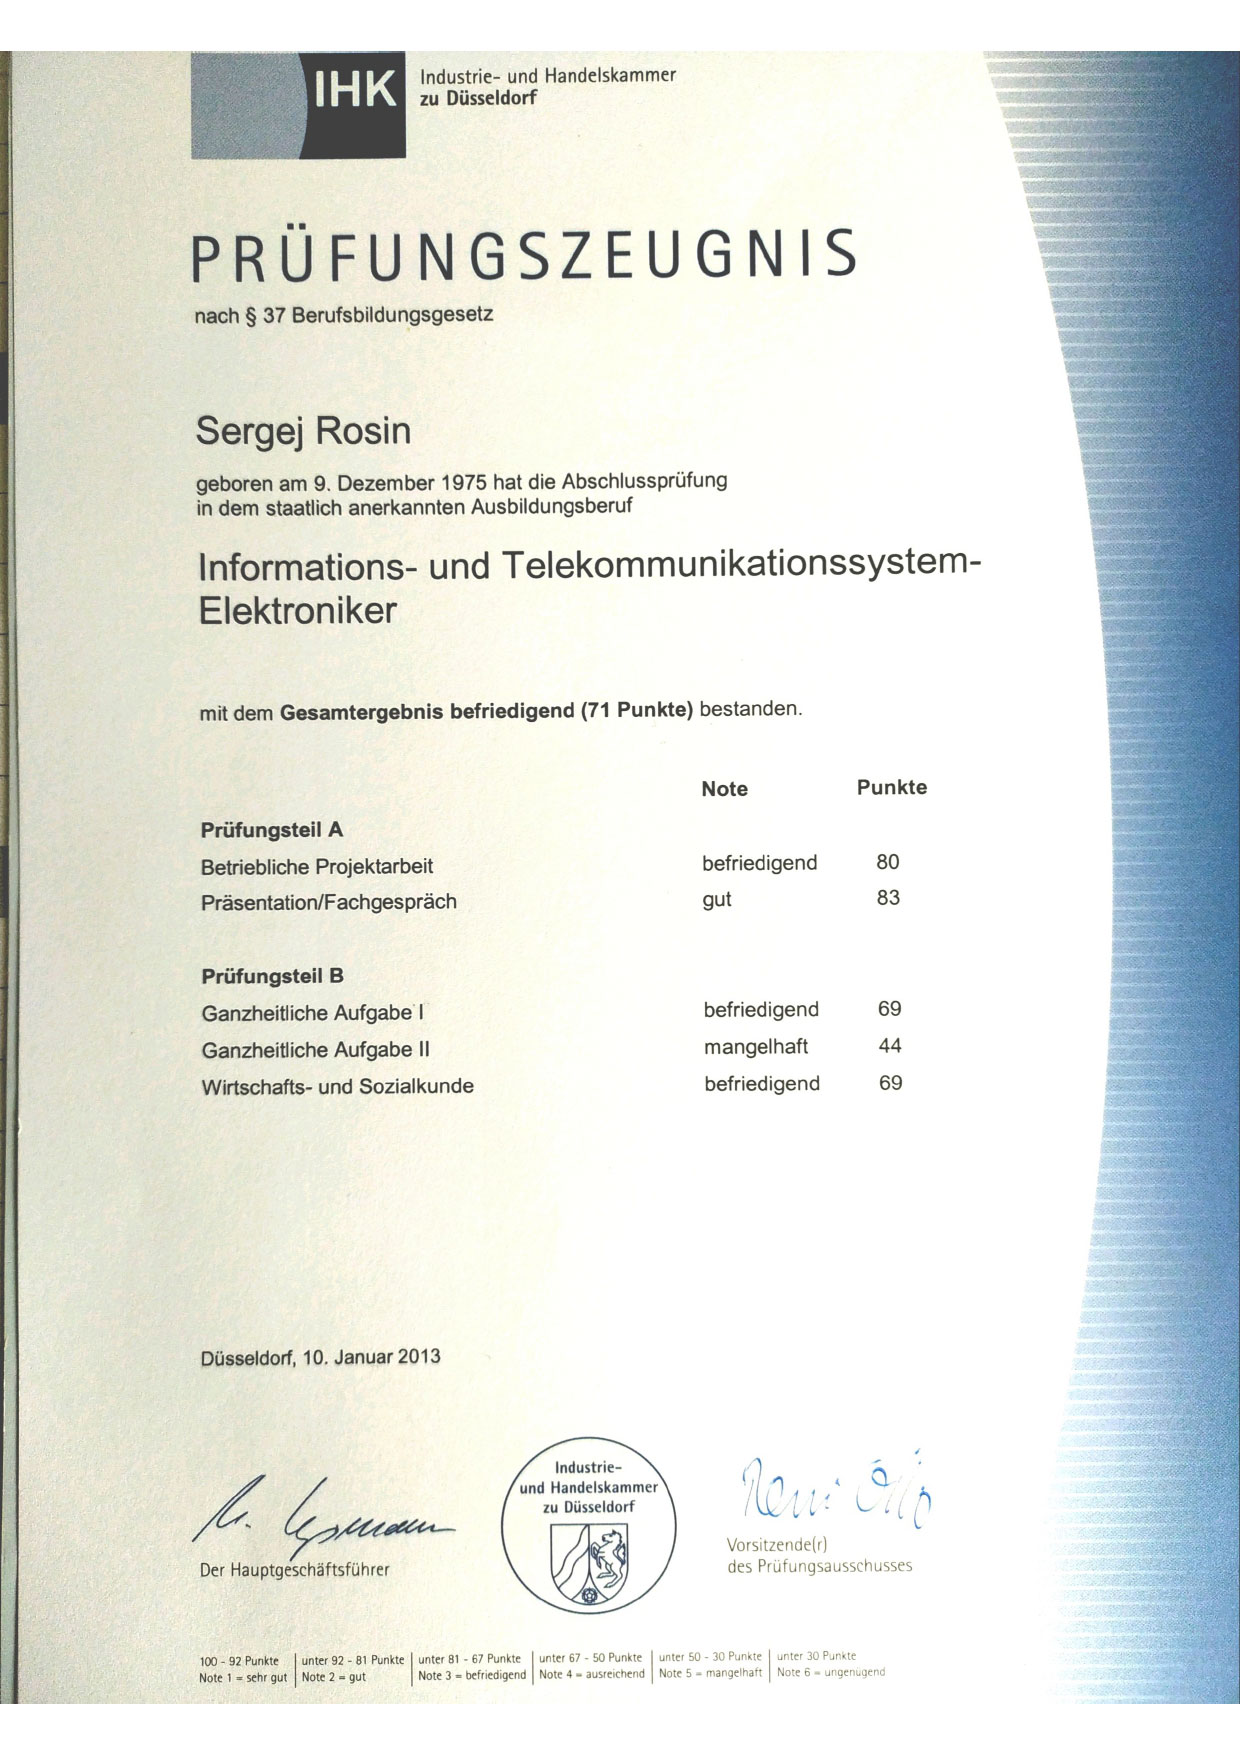 IHK
Industrie- und Handelskammer
zu Düsseldorf
PRÜFUNGSZEUGNIS
nach § 37 Berufsbildungsgesetz
Sergej Rosin
geboren am 9. Dezember 1975 hat die Abschlussprüfung
in dem staatlich anerkannten Ausbildungsberuf
Informations- und Telekommunikationssystem-
Elektroniker
mit dem Gesamtergebnis befriedigend (71 Punkte) bestanden.
Note Punkte
Prüfungsteil A
Betriebliche Projektarbeit befriedigend 80
Präsentation/Fachgespräch gut 83
Prüfungsteil B
Ganzheitliche Aufgabe I befriedigend 69
Ganzheitliche Aufgabe II mangelhaft 44
Wirtschafts- und Sozialkunde befriedigend 69
Düsseldorf, 10. Januar 2013
Industrie-
und Handelskammer
zu Düsseldorf
Der Hauptgeschäftsführer
Vorsitzende(r)
des Prüfungsausschusses
100 - 92 Punkte unter 92 - 81 Punkte unter 81 - 67 Punkte unter 67 - 50 Punkte unter 50 - 30 Punkte unter 30 Punkte
Note 1 = sehr gut Note 2 = gut Note 3 = befriedigend Note 4 = ausreichend Note 5 = mangelhaft Note 6 = ungenügend